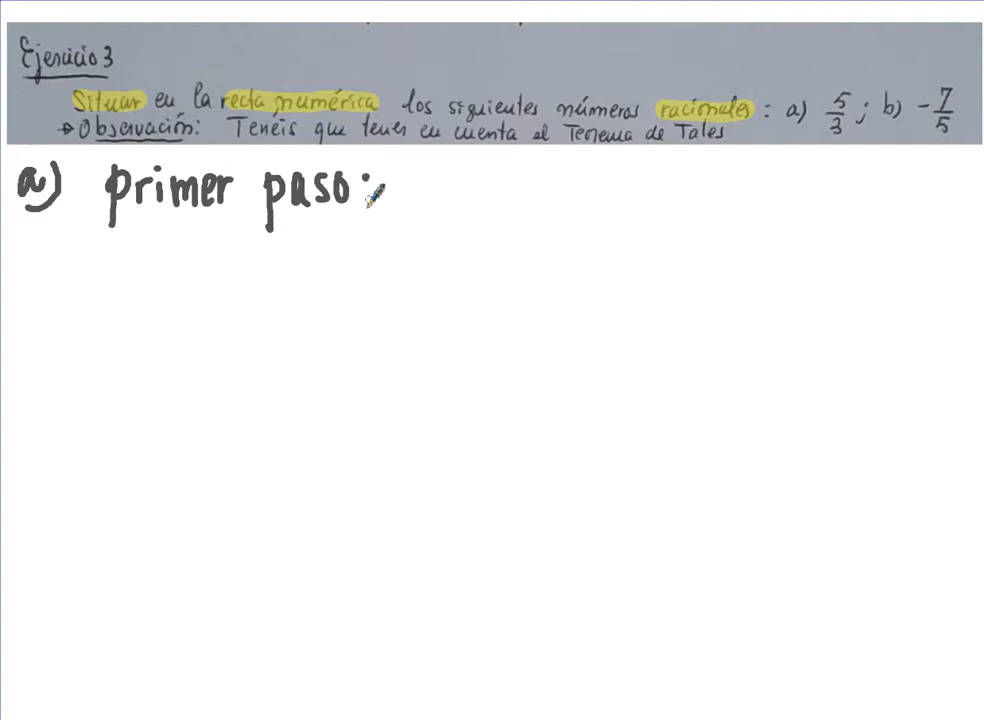 Ejercicio 3
Situar en la recta numérica los siguientes números racionales : a) 5/3 ; b) -7/5
→ Observación: Tenéis que tener en cuenta el Teorema de Tales
a) primer paso: